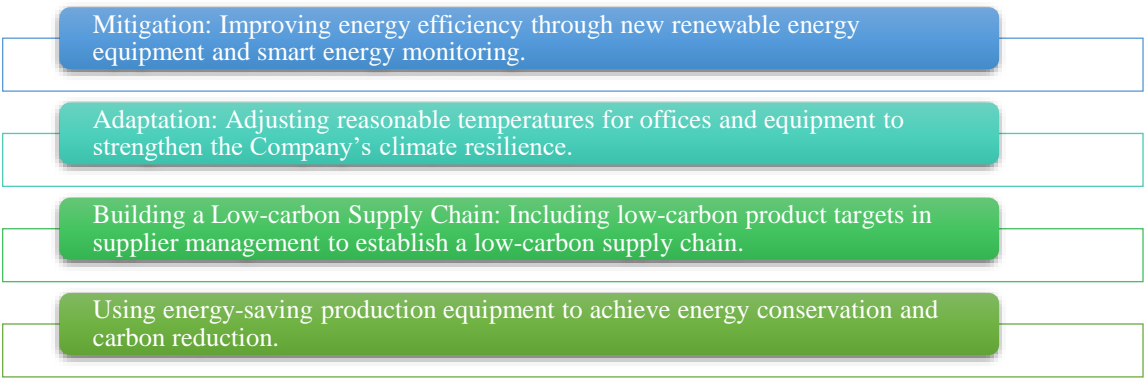 Mitigation: Improving energy efficiency through new renewable energy
equipment and smart energy monitoring.
Adaptation: Adjusting reasonable temperatures for offices and equipment to
strengthen the Company’s climate resilience.
Building a Low-carbon Supply Chain: Including low-carbon product targets in
supplier management to establish a low-carbon supply chain.
Using energy-saving production equipment to achieve energy conservation and
carbon reduction.